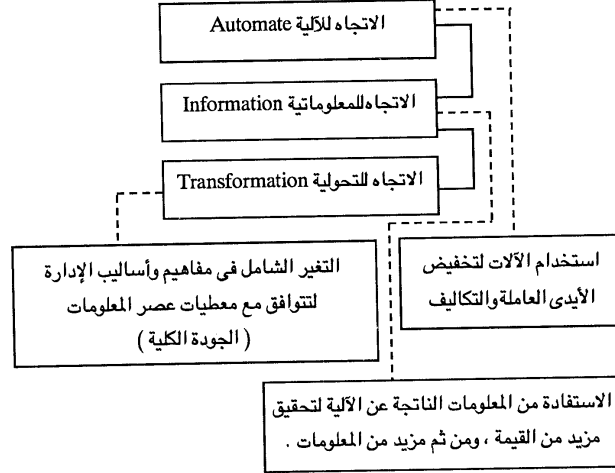 الاتجاه للآلية Automate
الاتجاه للمعلوماتية Information
الاتجاه للتحولية Transformation
استخدام الآلات لتخفيض
الأيدى العاملة والتكاليف
التغير الشامل فى مفاهيم وأساليب الإدارة
لتتوافق مع معطيات عصر المعلومات
( الجودة الكلية )
الاستفادة من المعلومات الناتجة عن الآلية لتحقيق
مزيد من القيمة ، ومن ثم مزيد من المعلومات .